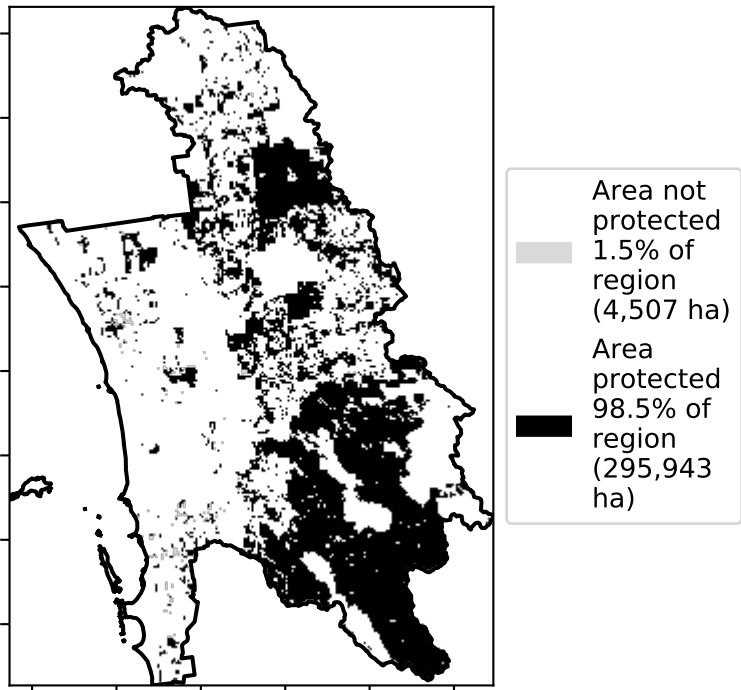 Area not
protected
1.5% of
region
(4,507 ha)
Area
protected
98.5% of
region
(295,943
ha)